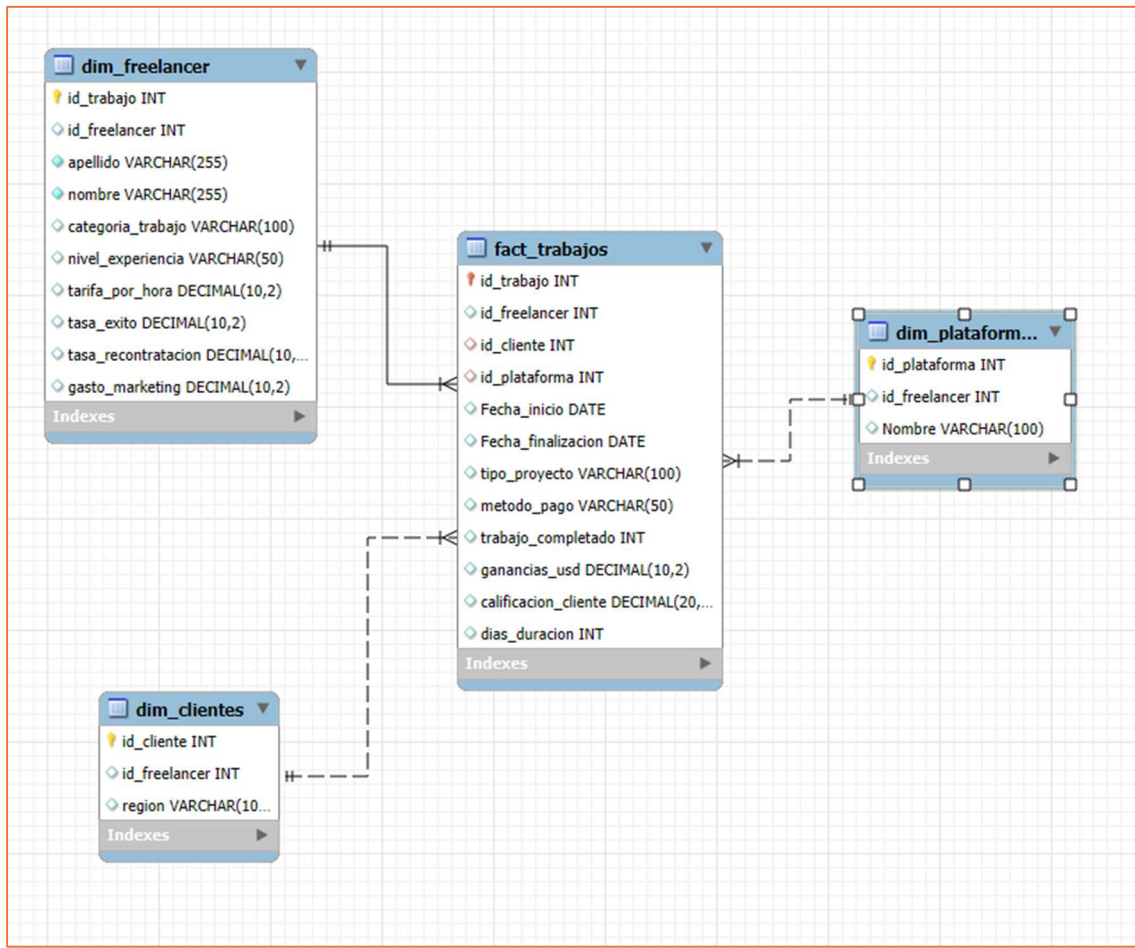 dim_freelancer
id_trabajo INT
id_freelancer INT
apellido VARCHAR(255)
nombre VARCHAR(255)
categoria_trabajo VARCHAR(100)
nivel_experiencia VARCHAR(50)
tarifa_por_hora DECIMAL(10,2)
tasa_exito DECIMAL(10,2)
tasa_recontratacion DECIMAL(10,...
gasto_marketing DECIMAL(10,2)
Indexes
fact_trabajos
id_trabajo INT
id_freelancer INT
id_cliente INT
id_plataforma INT
Fecha_inicio DATE
Fecha_finalizacion DATE
tipo_proyecto VARCHAR(100)
metodo_pago VARCHAR(50)
trabajo_completado INT
ganancias_usd DECIMAL(10,2)
calificacion_cliente DECIMAL(20,...
dias_duracion INT
Indexes
dim_plataform...
id_plataforma INT
id_freelancer INT
Nombre VARCHAR(100)
Indexes
dim_clientes
id_cliente INT
id_freelancer INT
region VARCHAR(10...
Indexes